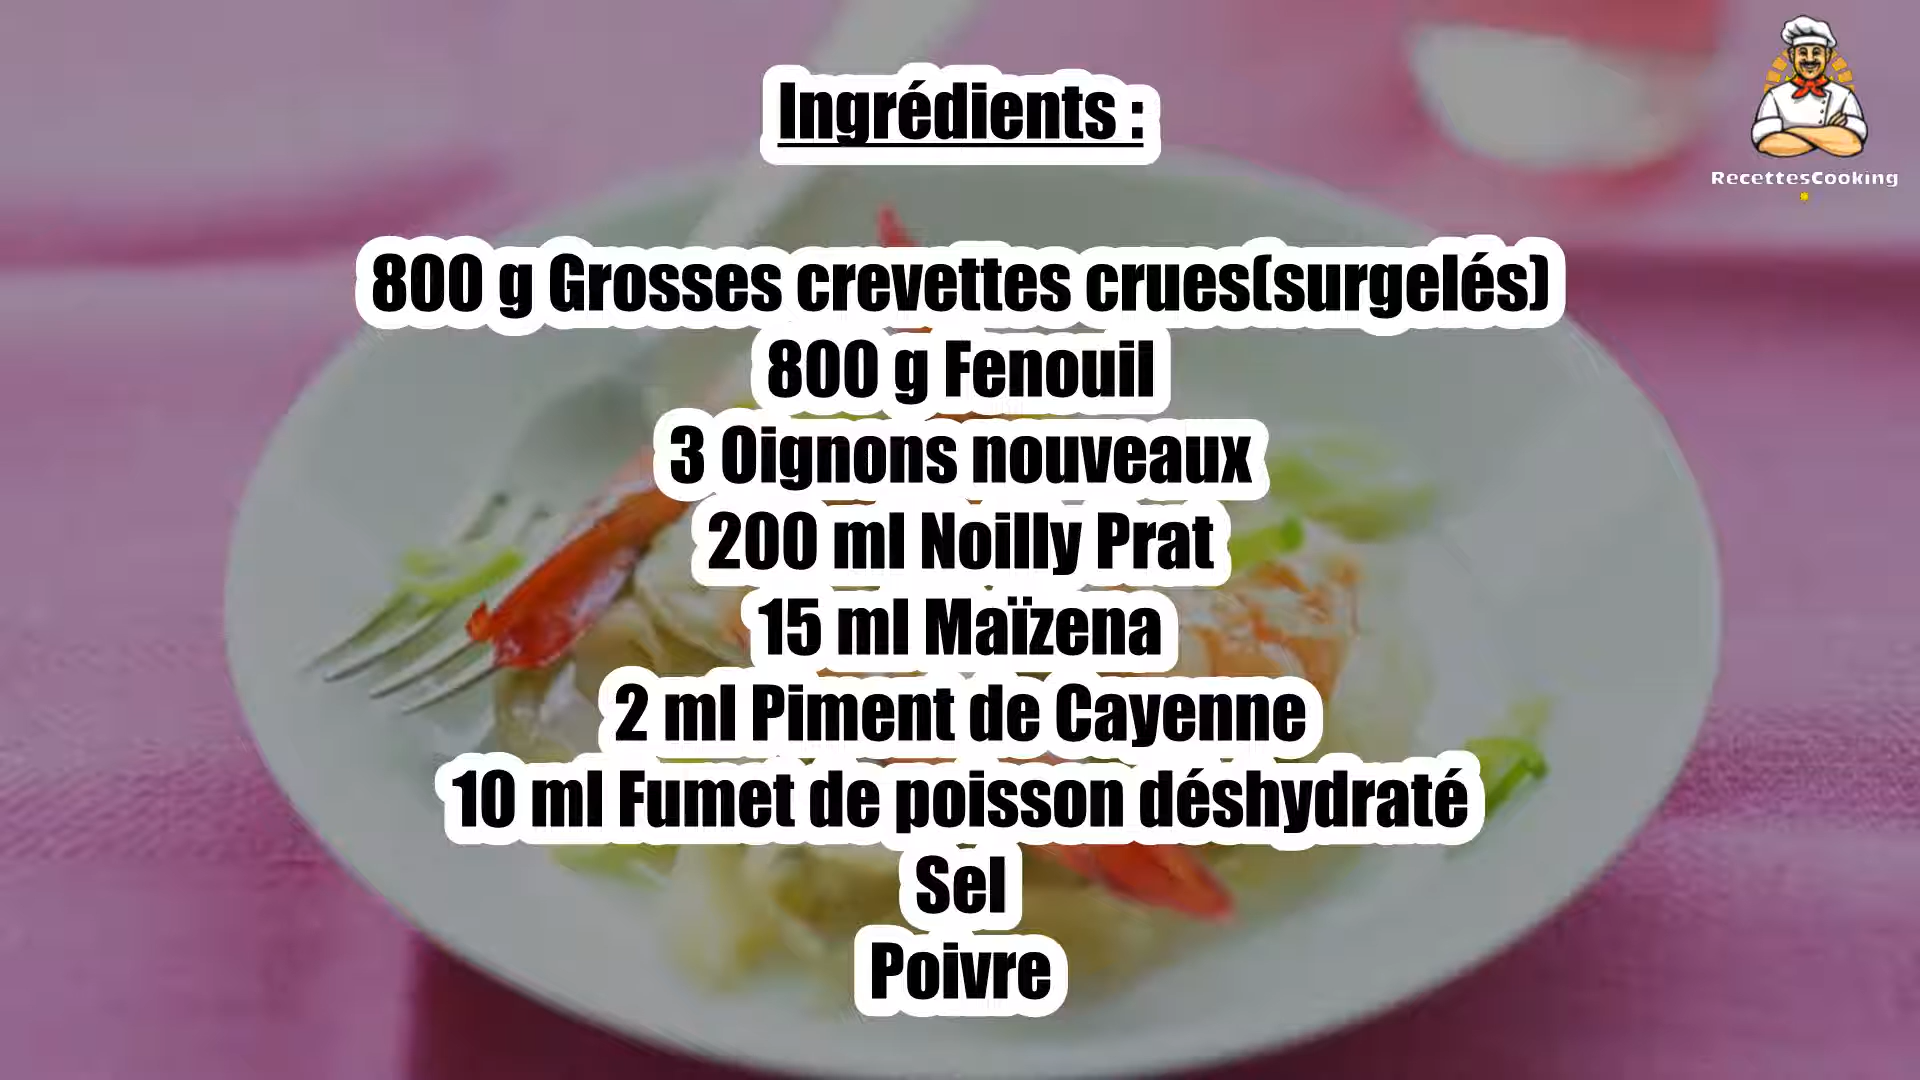 Ingrédients :
RecettesCooking
800 g Grosses crevettes crues(surgelés)
800 g Fenouil
3 Oignons nouveaux
200 ml Noilly Prat
15 ml Maïzena
2 ml Piment de Cayenne
10 ml Fumet de poisson déshydraté
Sel
Poivre